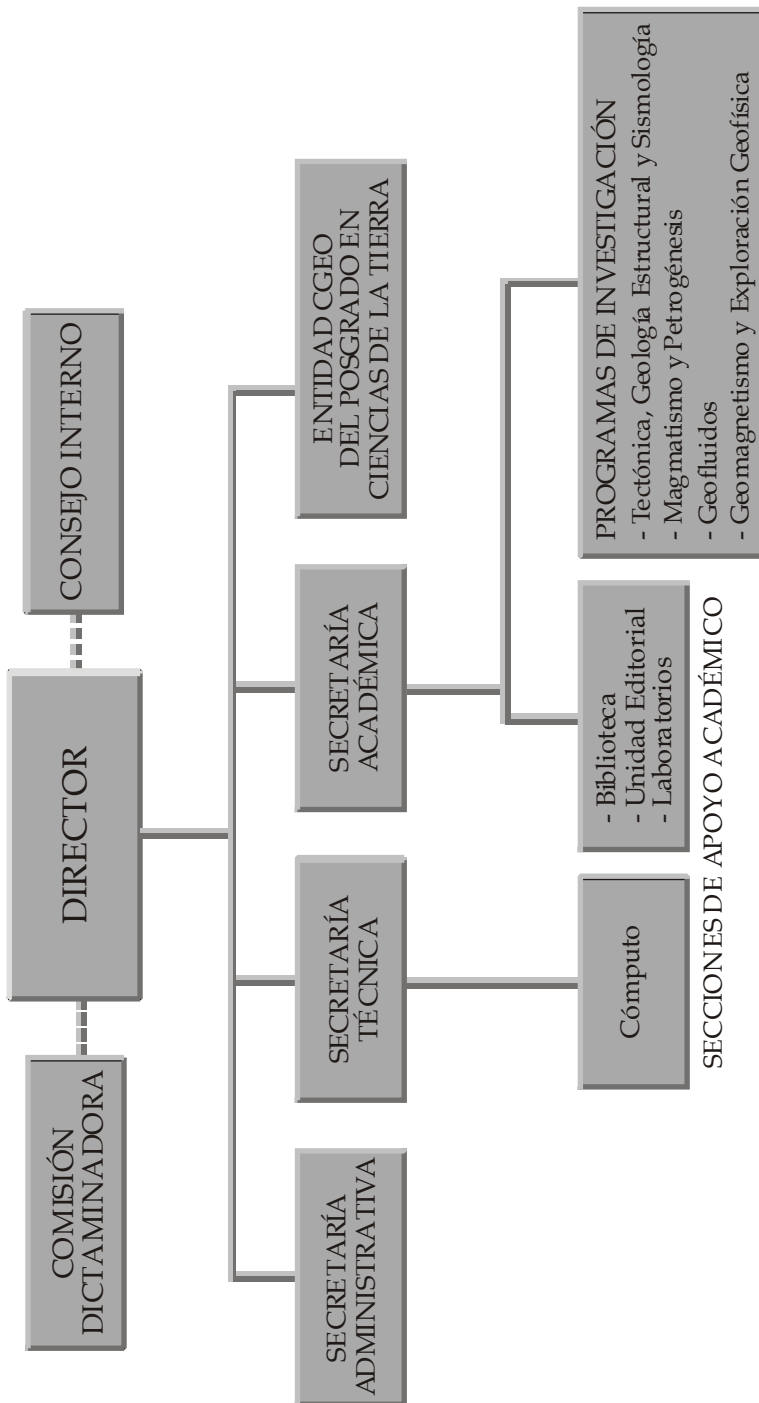 COMISIÓN
DICTAMINADORA
DIRECTOR
CONSEJO INTERNO
SECRETARÍA
ADMINISTRATIVA
SECRETARÍA
TÉCNICA
SECRETARÍA
ACADÉMICA
ENTIDAD CGEO
DEL POSGRADO EN
CIENCIAS DE LA TIERRA
Cómputo
- Biblioteca
- Unidad Editorial
- Laboratorios
SECCIONES DE APOYO ACADÉMICO
PROGRAMAS DE INVESTIGACIÓN
- Tectónica, Geología Estructural y Sismología
- Magmatismo y Petrogénesis
- Geofluidos
- Geomagnetismo y Exploración Geofísica